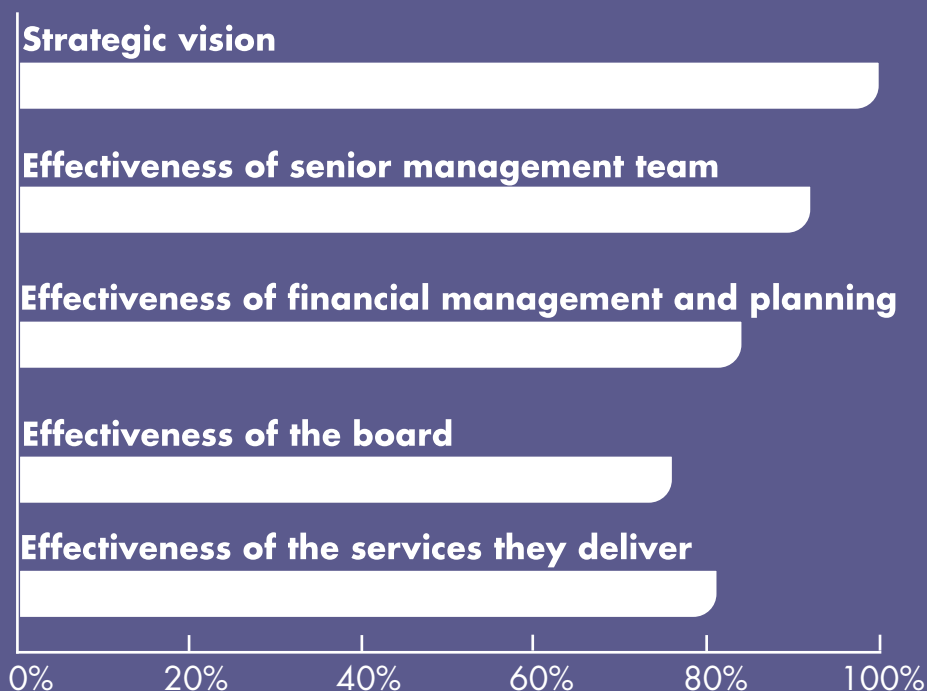 Strategic vision
Effectiveness of senior management team
Effectiveness of financial management and planning
Effectiveness of the board
Effectiveness of the services they deliver
0% 20% 40% 60% 80% 100%